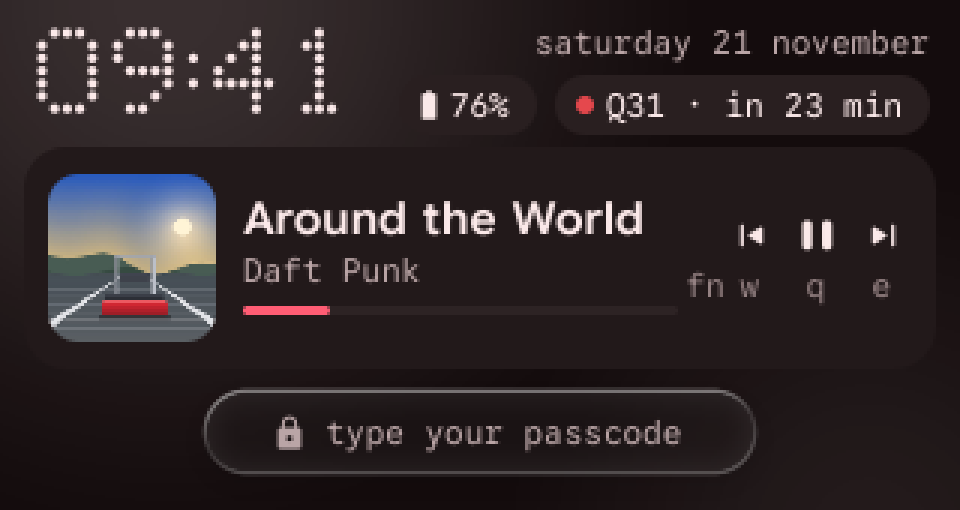 09:41
saturday 21 november
76%
Q31 · in 23 min
Around the World
Daft Punk
fn w q e
type your passcode